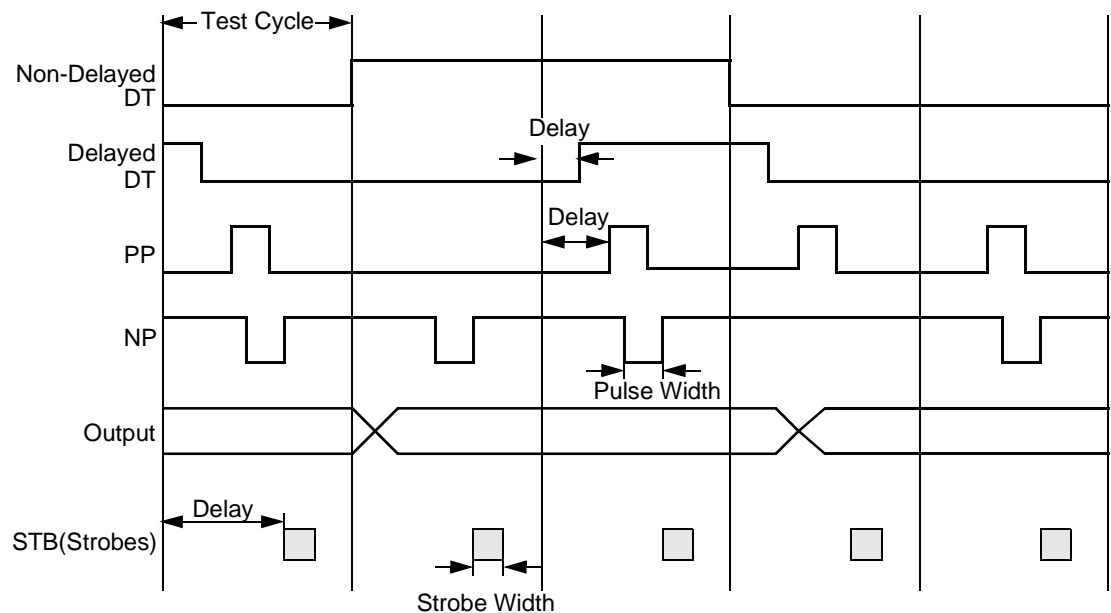 Test Cycle
Non-Delayed
DT
Delay
Delayed
DT
Delay
PP
NP
Pulse Width
Output
Delay
STB(Strobes)
Strobe Width